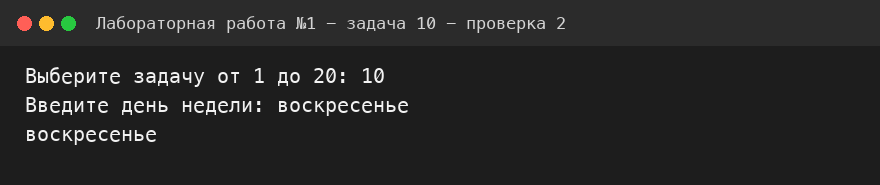 Лабораторная работа №1 — задача 10 — проверка 2
Выберите задачу от 1 до 20: 10
Введите день недели: воскресенье
воскресенье